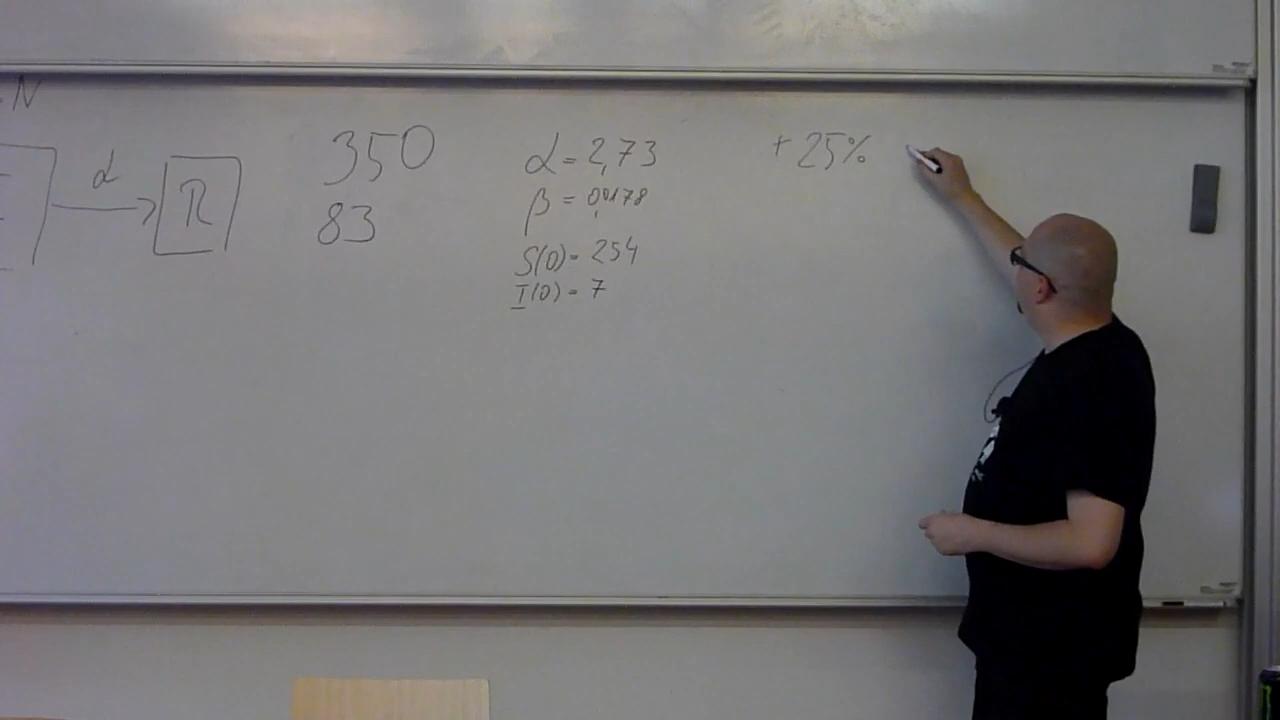 N
α
R
350
83
α = 2,73
β = 0,0178
S(0) = 254
I(0) = 7
+ 25%